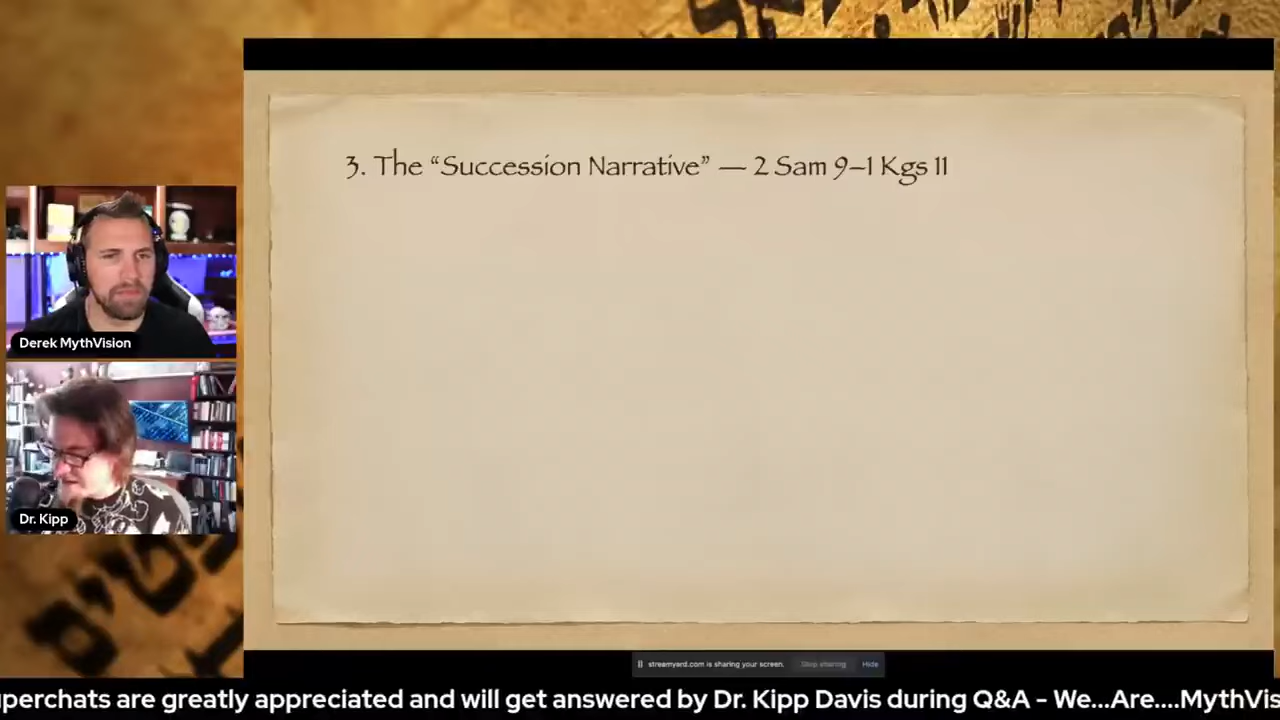 3. The “Succession Narrative” — 2 Sam 9–1 Kgs 11
Derek MythVision
Dr. Kipp
streamyard.com is sharing your screen. Stop sharing Hide
perchats are greatly appreciated and will get answered by Dr. Kipp Davis during Q&A - We...Are....MythVis